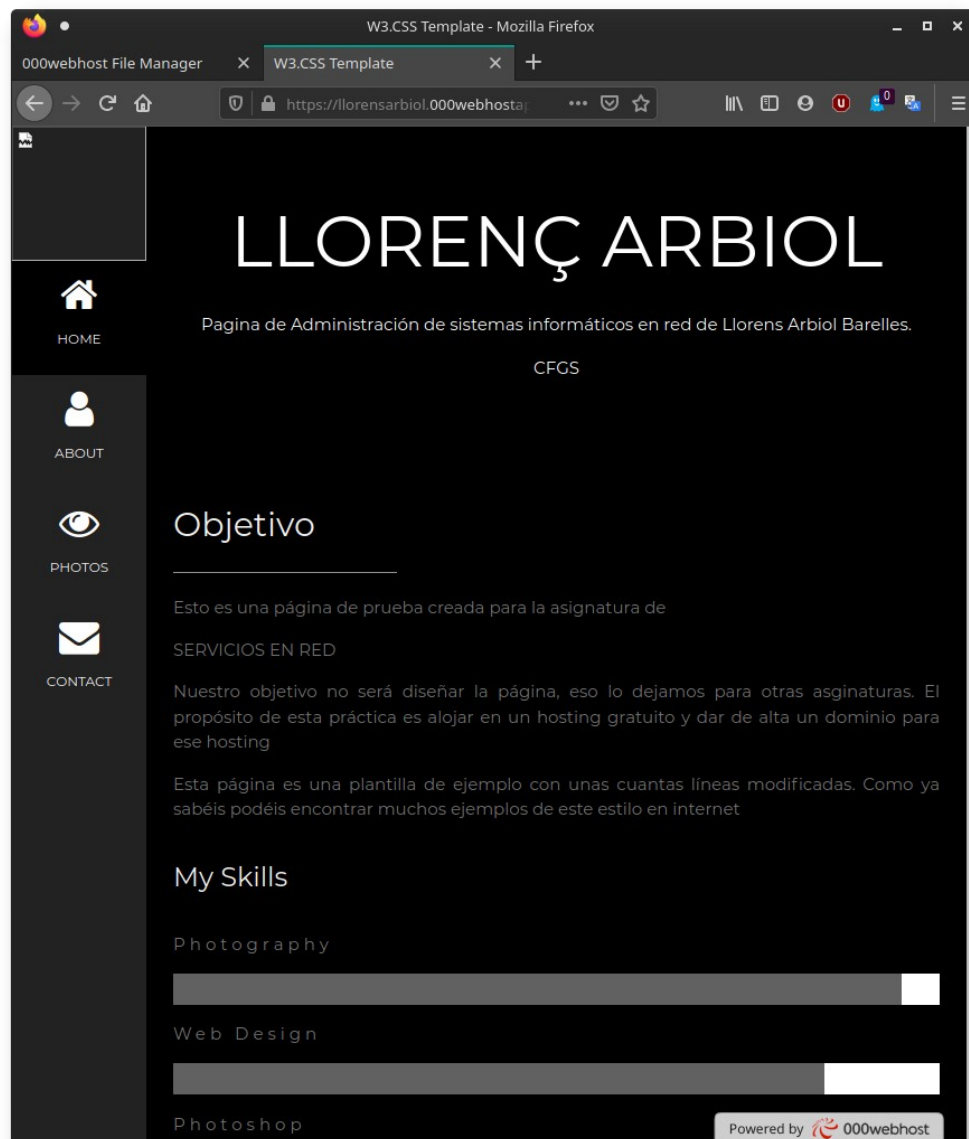 W3.CSS Template - Mozilla Firefox
000webhost File Manager
W3.CSS Template
https://llorensarbiol.000webhostap
0
LLORENÇ ARBIOL
HOME
Pagina de Administración de sistemas informáticos en red de Llorens Arbiol Barelles.
CFGS
ABOUT
Objetivo
PHOTOS
Esto es una página de prueba creada para la asignatura de
SERVICIOS EN RED
CONTACT
Nuestro objetivo no será diseñar la página, eso lo dejamos para otras asginaturas. El
propósito de esta práctica es alojar en un hosting gratuito y dar de alta un dominio para
ese hosting
Esta página es una plantilla de ejemplo con unas cuantas líneas modificadas. Como ya
sabéis podéis encontrar muchos ejemplos de este estilo en internet
My Skills
Photography
Web Design
Photoshop
Powered by 000webhost